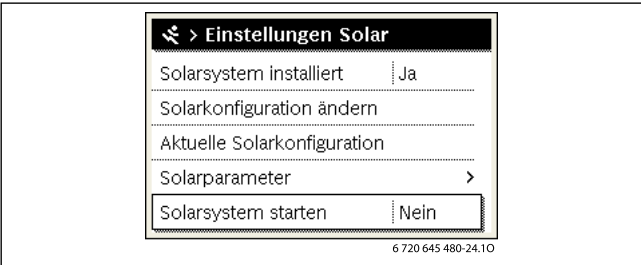 > Einstellungen Solar
Solarsystem installiert Ja
Solarkonfiguration ändern
Aktuelle Solarkonfiguration
Solarparameter >
Solarsystem starten Nein
6 720 645 480-24.1O